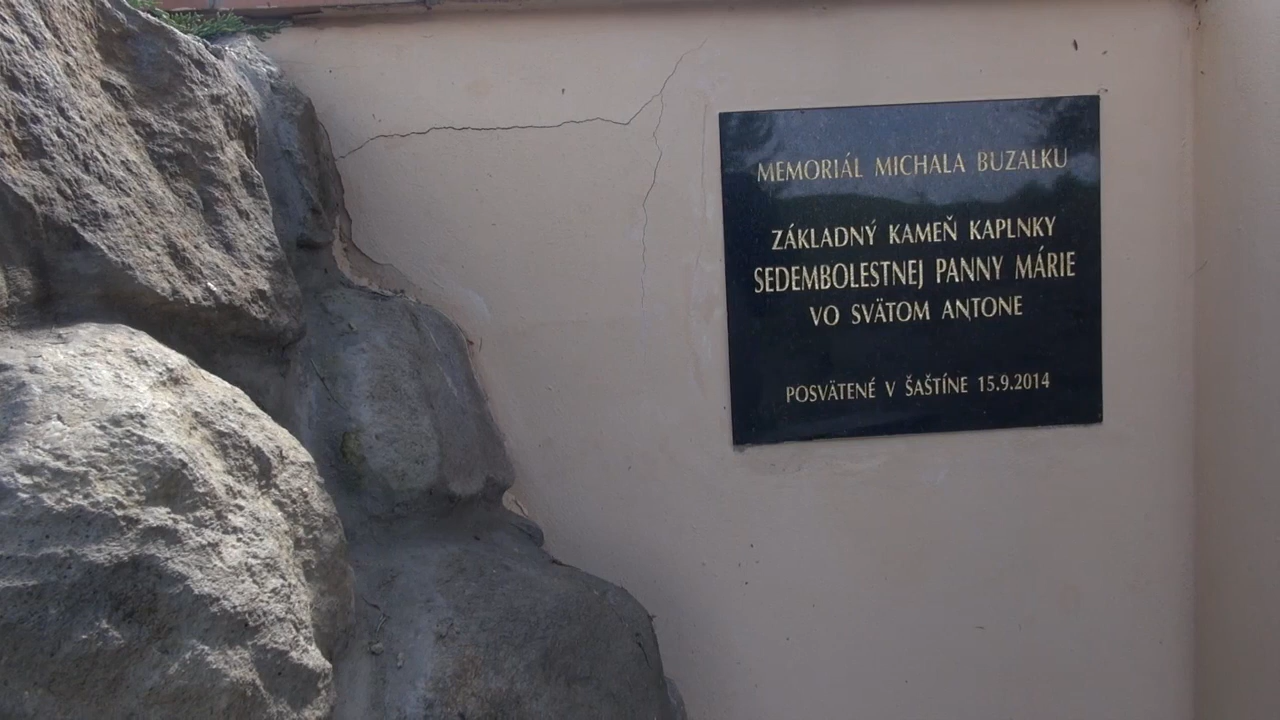 MEMORIÁL MICHALA BUZALKU
ZÁKLADNÝ KAMEŇ KAPLNKY
SEDEMBOLESTNEJ PANNY MÁRIE
VO SVÄTOM ANTONE
POSVÄTENÉ V ŠAŠTÍNE 15.9.2014